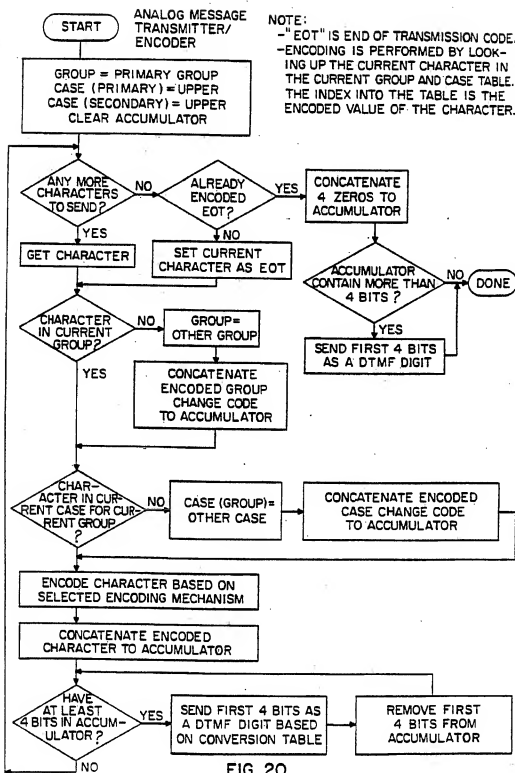 START
ANALOG MESSAGE
TRANSMITTER/
ENCODER
NOTE:
-"EOT" IS END OF TRANSMISSION CODE.
-ENCODING IS PERFORMED BY LOOK-
ING UP THE CURRENT CHARACTER IN
THE CURRENT GROUP AND CASE TABLE.
THE INDEX INTO THE TABLE IS THE
ENCODED VALUE OF THE CHARACTER.
GROUP = PRIMARY GROUP
CASE (PRIMARY) = UPPER
CASE (SECONDARY) = UPPER
CLEAR ACCUMULATOR
ANY MORE
CHARACTERS
TO SEND?
NO
YES
ALREADY
ENCODED
EOT?
YES
NO
CONCATENATE
4 ZEROS TO
ACCUMULATOR
GET CHARACTER
SET CURRENT
CHARACTER AS EOT
ACCUMULATOR
CONTAIN MORE THAN
4 BITS ?
NO
YES
DONE
SEND FIRST 4 BITS
AS A DTMF DIGIT
CHARACTER
IN CURRENT
GROUP?
NO
YES
GROUP=
OTHER GROUP
CONCATENATE
ENCODED GROUP
CHANGE CODE
TO ACCUMULATOR
CHAR-
ACTER IN CUR-
RENT CASE FOR CUR-
RENT GROUP
?
NO
YES
CASE (GROUP)=
OTHER CASE
CONCATENATE ENCODED
CASE CHANGE CODE
TO ACCUMULATOR
ENCODE CHARACTER BASED ON
SELECTED ENCODING MECHANISM
CONCATENATE ENCODED
CHARACTER TO ACCUMULATOR
HAVE
AT LEAST
4 BITS IN ACCUM-
ULATOR?
YES
NO
SEND FIRST 4 BITS AS
A DTMF DIGIT BASED
ON CONVERSION TABLE
REMOVE FIRST
4 BITS FROM
ACCUMULATOR
FIG. 20